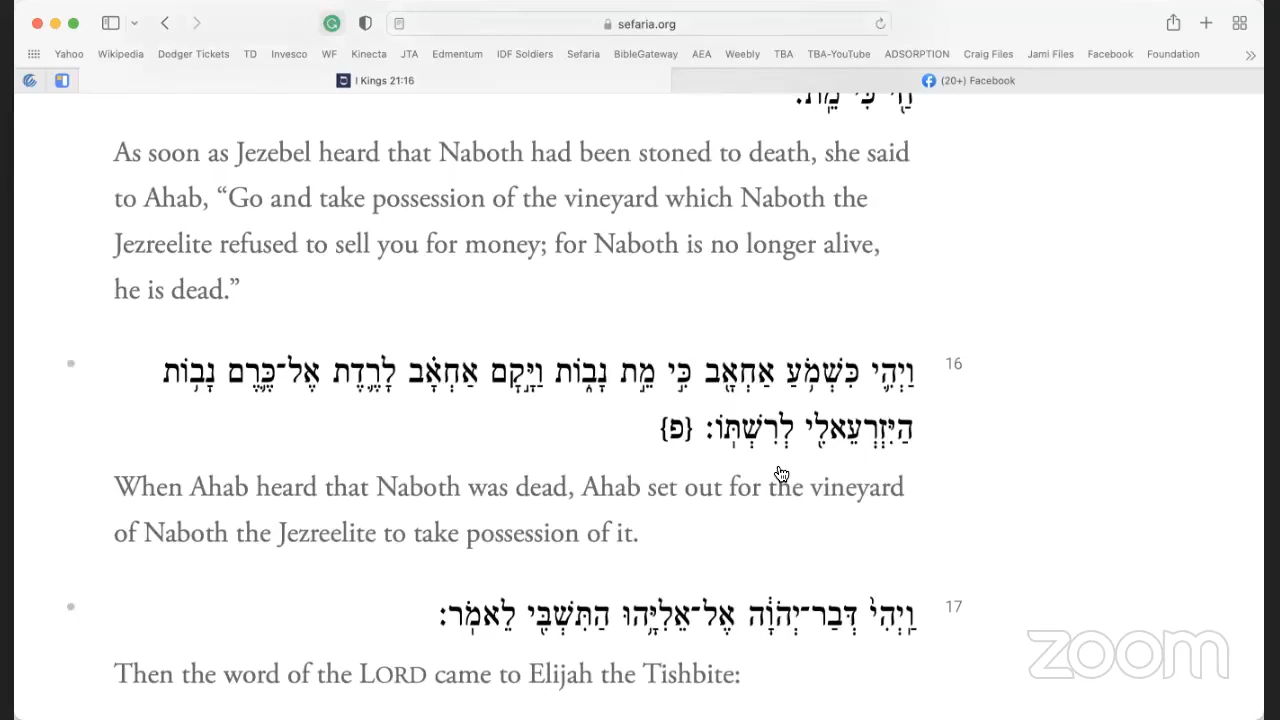 sefaria.org
Yahoo Wikipedia Dodger Tickets TD Invesco WF Kinecta JTA Edmentum IDF Soldiers Sefaria BibleGateway AEA Weebly TBA TBA-YouTube ADSORPTION Craig Files Jaml Files Facebook Foundation
I Kings 21:16 (20+) Facebook
As soon as Jezebel heard that Naboth had been stoned to death, she said
to Ahab, “Go and take possession of the vineyard which Naboth the
Jezreelite refused to sell you for money; for Naboth is no longer alive,
he is dead.”
16
וַיְהִ֛י כִּשְׁמֹ֥עַ אַחְאָ֖ב כִּ֣י מֵ֣ת נָב֑וֹת וַיָּ֣קׇם אַחְאָ֗ב לָרֶ֛דֶת אֶל־כֶּ֛רֶם נָב֥וֹת
הַיִּזְרְעֵאלִ֖י לְרִשְׁתּֽוֹ׃ {פ}
When Ahab heard that Naboth was dead, Ahab set out for the vineyard
of Naboth the Jezreelite to take possession of it.
17
וַֽיְהִי֙ דְּבַר־יְהֹוָ֔ה אֶל־אֵלִיָּ֥הוּ הַתִּשְׁבִּ֖י לֵאמֹֽר׃
Then the word of the LORD came to Elijah the Tishbite:
zoom